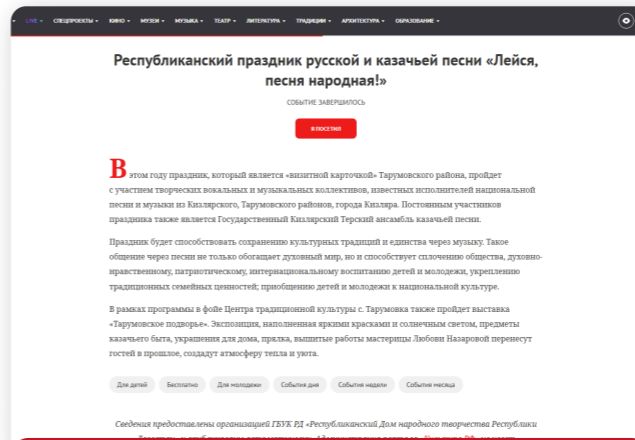 LIVE СПЕЦПРОЕКТЫ КИНО МУЗЕИ МУЗЫКА ТЕАТР ЛИТЕРАТУРА ТРАДИЦИИ АРХИТЕКТУРА ОБРАЗОВАНИЕ
Республиканский праздник русской и казачьей песни «Лейся,
песня народная!»
СОБЫТИЕ ЗАВЕРШИЛОСЬ
Я ПОСЕТИЛ
В этом году праздник, который является «визитной карточкой» Тарумовского района, пройдет
с участием творческих вокальных и музыкальных коллективов, известных исполнителей национальной
песни и музыки из Кизлярского, Тарумовского районов, города Кизляра. Постоянным участников
праздника также является Государственный Кизлярский Терский ансамбль казачьей песни.
Праздник будет способствовать сохранению культурных традиций и единства через музыку. Такое
общение через песни не только обогащает духовный мир, но и способствует сплочению общества, духовно-
нравственному, патриотическому, интернациональному воспитанию детей и молодежи, укреплению
традиционных семейных ценностей; приобщению детей и молодежи к национальной культуре.
В рамках программы в фойе Центра традиционной культуры с. Тарумовка также пройдет выставка
«Тарумовское подворье». Экспозиция, наполненная яркими красками и солнечным светом, предметы
казачьего быта, украшения для дома, прялка, вышитые работы мастерицы Любови Назаровой перенесут
гостей в прошлое, создадут атмосферу тепла и уюта.
Для детей Бесплатно Для молодежи События дня События недели События месяца
Сведения предоставлены организацией ГБУК РД «Республиканский Дом народного творчества Республики